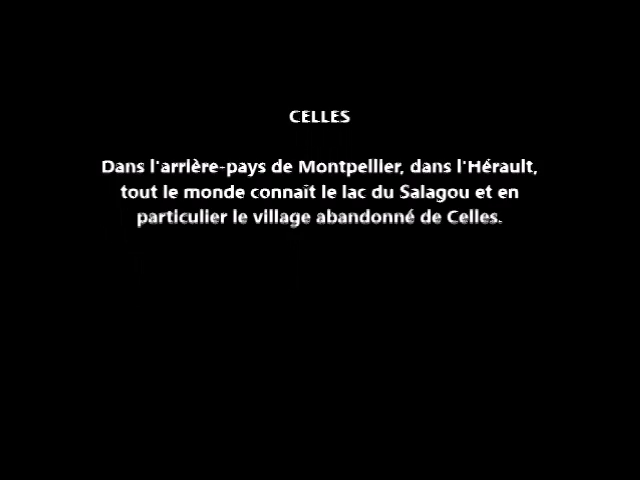 CELLES
Dans l'arrière-pays de Montpellier, dans l'Hérault,
tout le monde connaît le lac du Salagou et en
particulier le village abandonné de Celles.